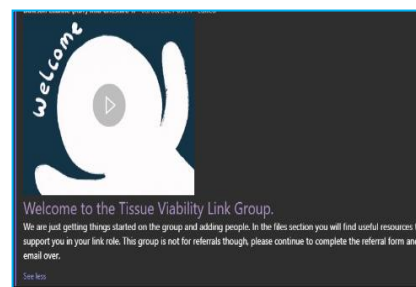 welcome
Welcome to the Tissue Viability Link Group.
We are just getting things started on the group and adding people. In the files section you will find useful resources
support you in your link role. This group is not for referrals though, please continue to complete the referral form and
email over.
See less